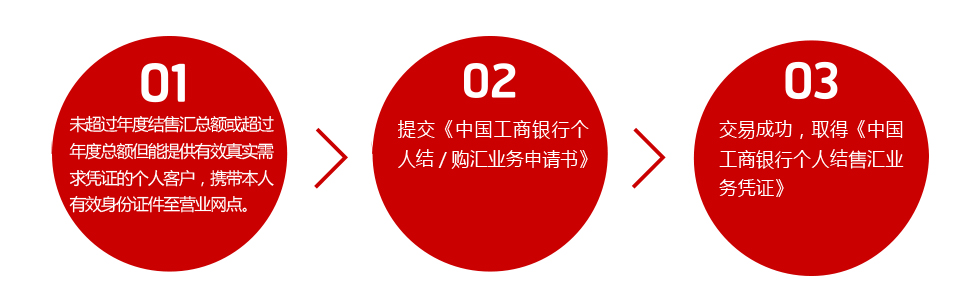 01
未超过年度结售汇总额或超过
年度总额但能提供有效真实需
求凭证的个人客户，携带本人
有效身份证件至营业网点。
02
提交《中国工商银行个
人结/购汇业务申请书》
03
交易成功，取得《中国
工商银行个人结售汇业
务凭证》